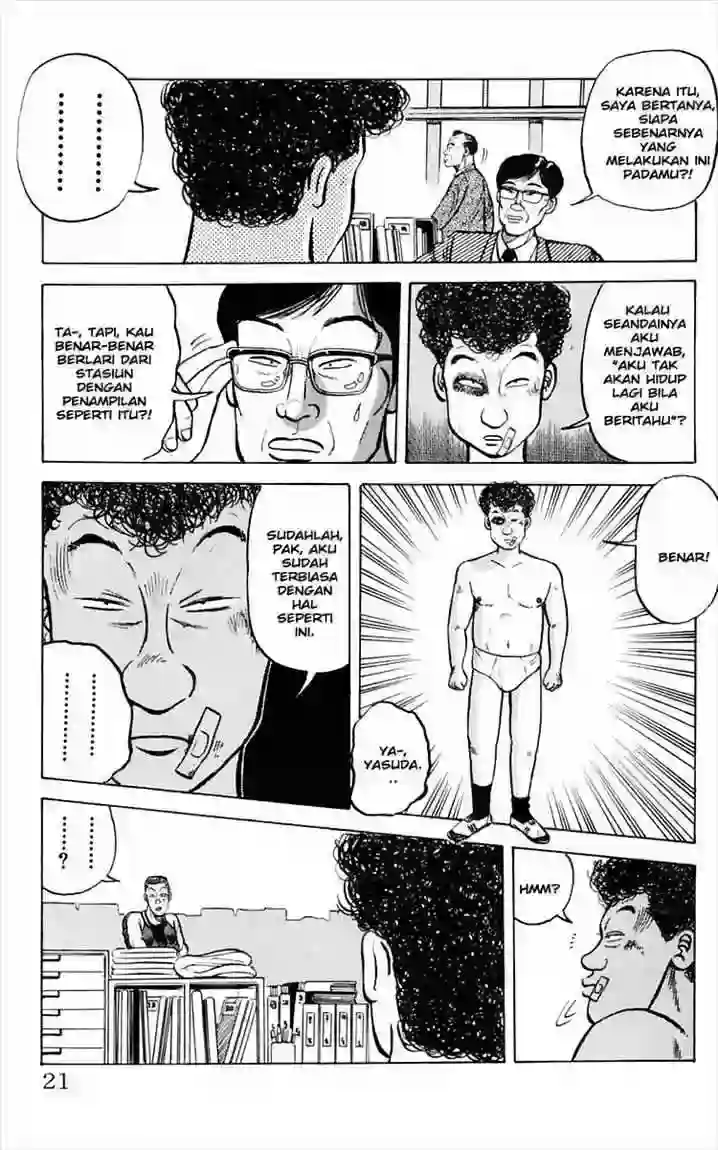 KARENA ITU,
SAYA BERTANYA,
SIAPA
SEBENARNYA
YANG
MELAKUKAN INI
PADAMU?!
..........
..........
KALAU
SEANDAINYA
AKU
MENJAWAB,
"AKU TAK
AKAN HIDUP
LAGI BILA
AKU
BERITAHU"?
TA-, TAPI, KAU
BENAR-BENAR
BERLARI DARI
STASIUN
DENGAN
PENAMPILAN
SEPERTI ITU?!
BENAR!
YA-,
YASUDA.
..
SUDAHLAH,
PAK, AKU
SUDAH
TERBIASA
DENGAN
HAL
SEPERTI
INI.
........
........
HMM?
......
......?
21